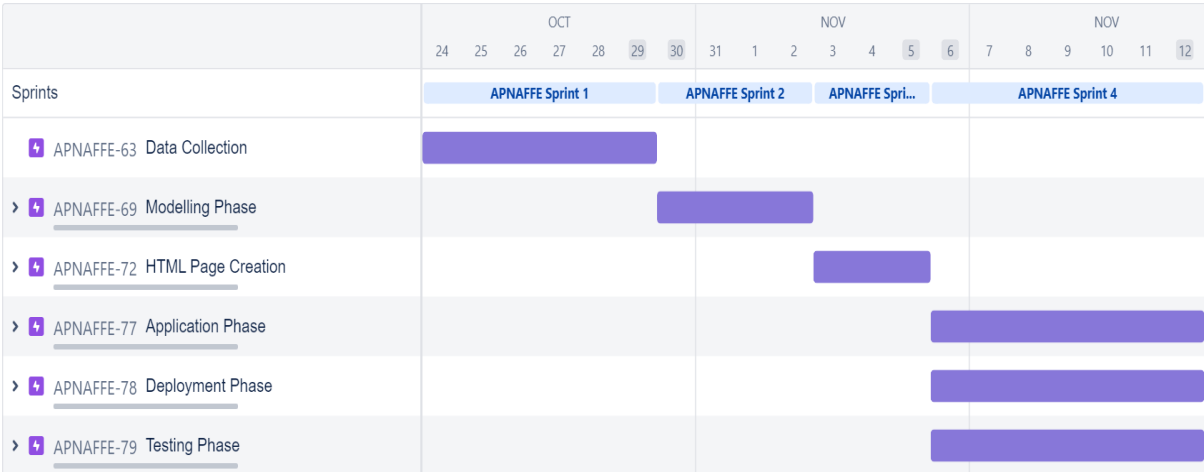 OCT NOV NOV
24 25 26 27 28 29 30 31 1 2 3 4 5 6 7 8 9 10 11 12
Sprints APNAFFE Sprint 1 APNAFFE Sprint 2 APNAFFE Spri... APNAFFE Sprint 4
APNAFFE-63 Data Collection
APNAFFE-69 Modelling Phase
APNAFFE-72 HTML Page Creation
APNAFFE-77 Application Phase
APNAFFE-78 Deployment Phase
APNAFFE-79 Testing Phase